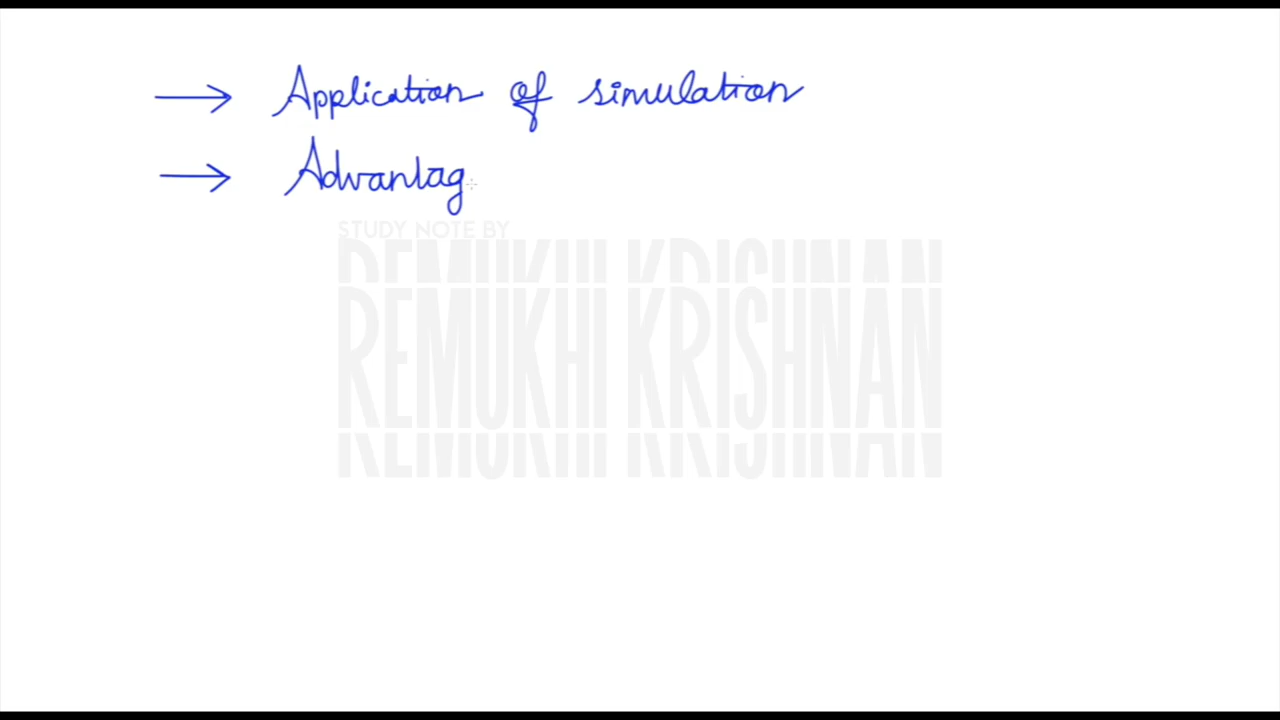 → Application of simulation
→ Advantag
STUDY NOTE BY
REMUKHI KRISHNAN